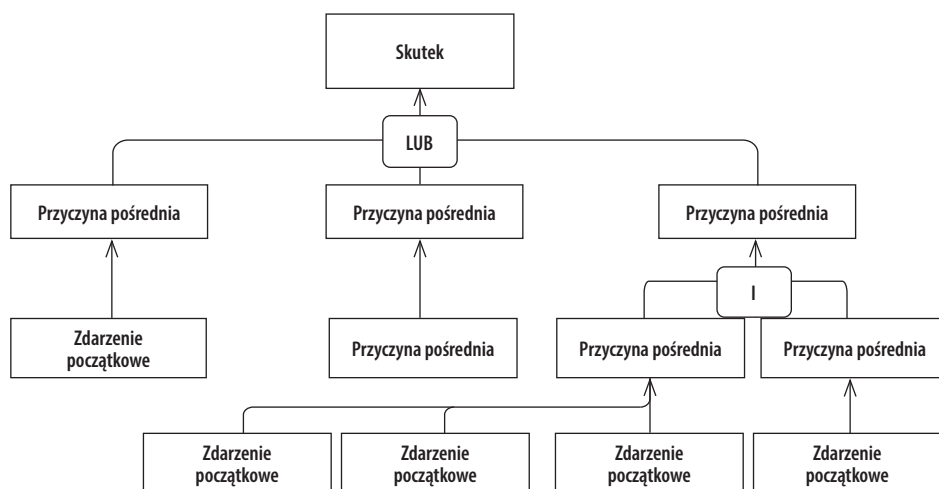 Skutek
LUB
Przyczyna pośrednia
Przyczyna pośrednia
Przyczyna pośrednia
I
Zdarzenie
początkowe
Przyczyna pośrednia
Przyczyna pośrednia
Przyczyna pośrednia
Zdarzenie
początkowe
Zdarzenie
początkowe
Zdarzenie
początkowe
Zdarzenie
początkowe